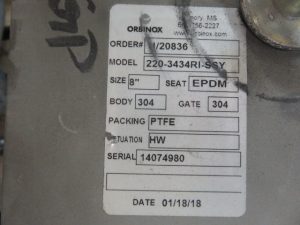 ORBINOX
MS
ORDER# I/20836
MODEL 220-3434RI-SSY
SIZE 8" SEAT EPDM
BODY 304 GATE 304
PACKING PTFE
HW
SERIAL 14074980
DATE 01/18/18